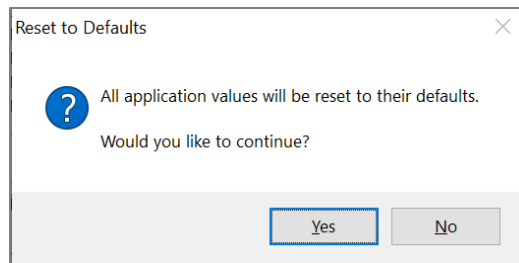 Reset to Defaults
All application values will be reset to their defaults.
Would you like to continue?
Yes
No